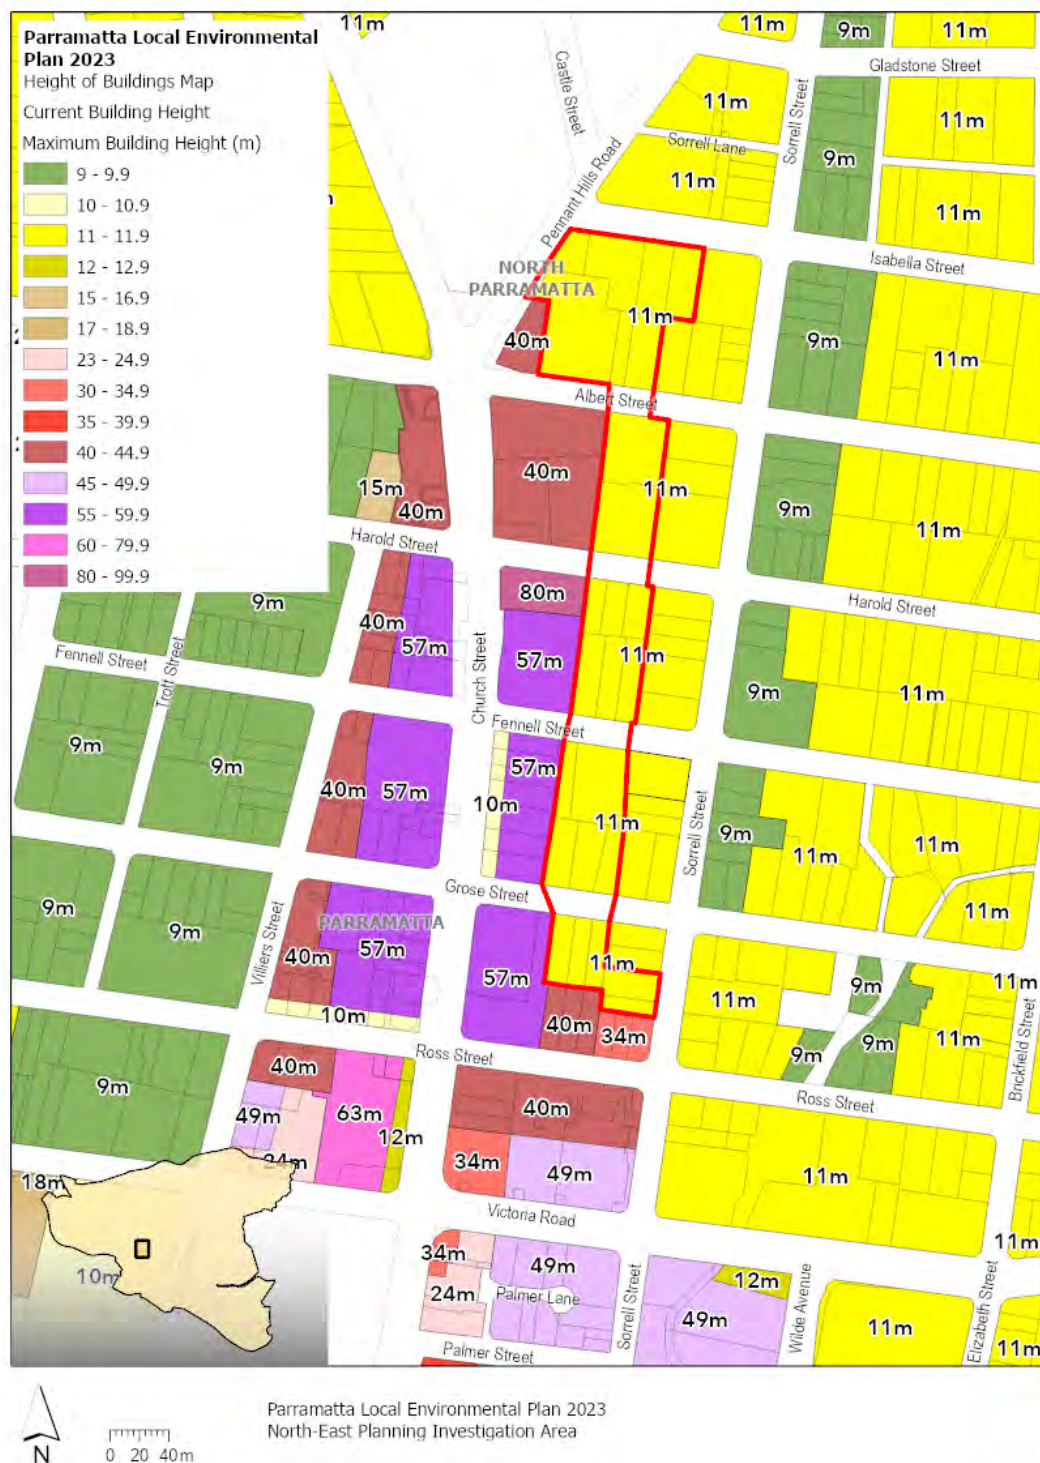 Parramatta Local Environmental
Plan 2023
Height of Buildings Map
Current Building Height
Maximum Building Height (m)
9 - 9.9
10 - 10.9
11 - 11.9
12 - 12.9
15 - 16.9
17 - 18.9
23 - 24.9
30 - 34.9
35 - 39.9
40 - 44.9
45 - 49.9
55 - 59.9
60 - 79.9
80 - 99.9
11m
11m
9m
11m
Gladstone Street
Castle Street
11m
Sorrell Street
11m
Sorrell Lane
9m
11m
Pennant Hills Road
11m
Isabella Street
NORTH
PARRAMATTA
11m
40m
9m
11m
Albert Street
40m
15m
40m
11m
9m
11m
Harold Street
80m
9m
40m
57m
57m
11m
Harold Street
Fennell Street
Trott Street
Church Street
9m
11m
Fennell Street
9m
9m
40m
57m
10m
57m
11m
Sorrell Street
9m
11m
11m
Grose Street
9m
9m
Villiers Street
PARRAMATTA
40m
57m
57m
11m
11m
11m
9m
11m
10m
40m
34m
9m
9m
11m
Brickfield Street
Ross Street
9m
40m
63m
49m
12m
24m
40m
34m
49m
Ross Street
11m
Victoria Road
18m
10m
34m
24m
49m
Palmer Lane
Sorrell Street
12m
49m
Wilde Avenue
11m
Elizabeth Street
11m
11m
Palmer Street
N
0 20 40m
Parramatta Local Environmental Plan 2023
North-East Planning Investigation Area